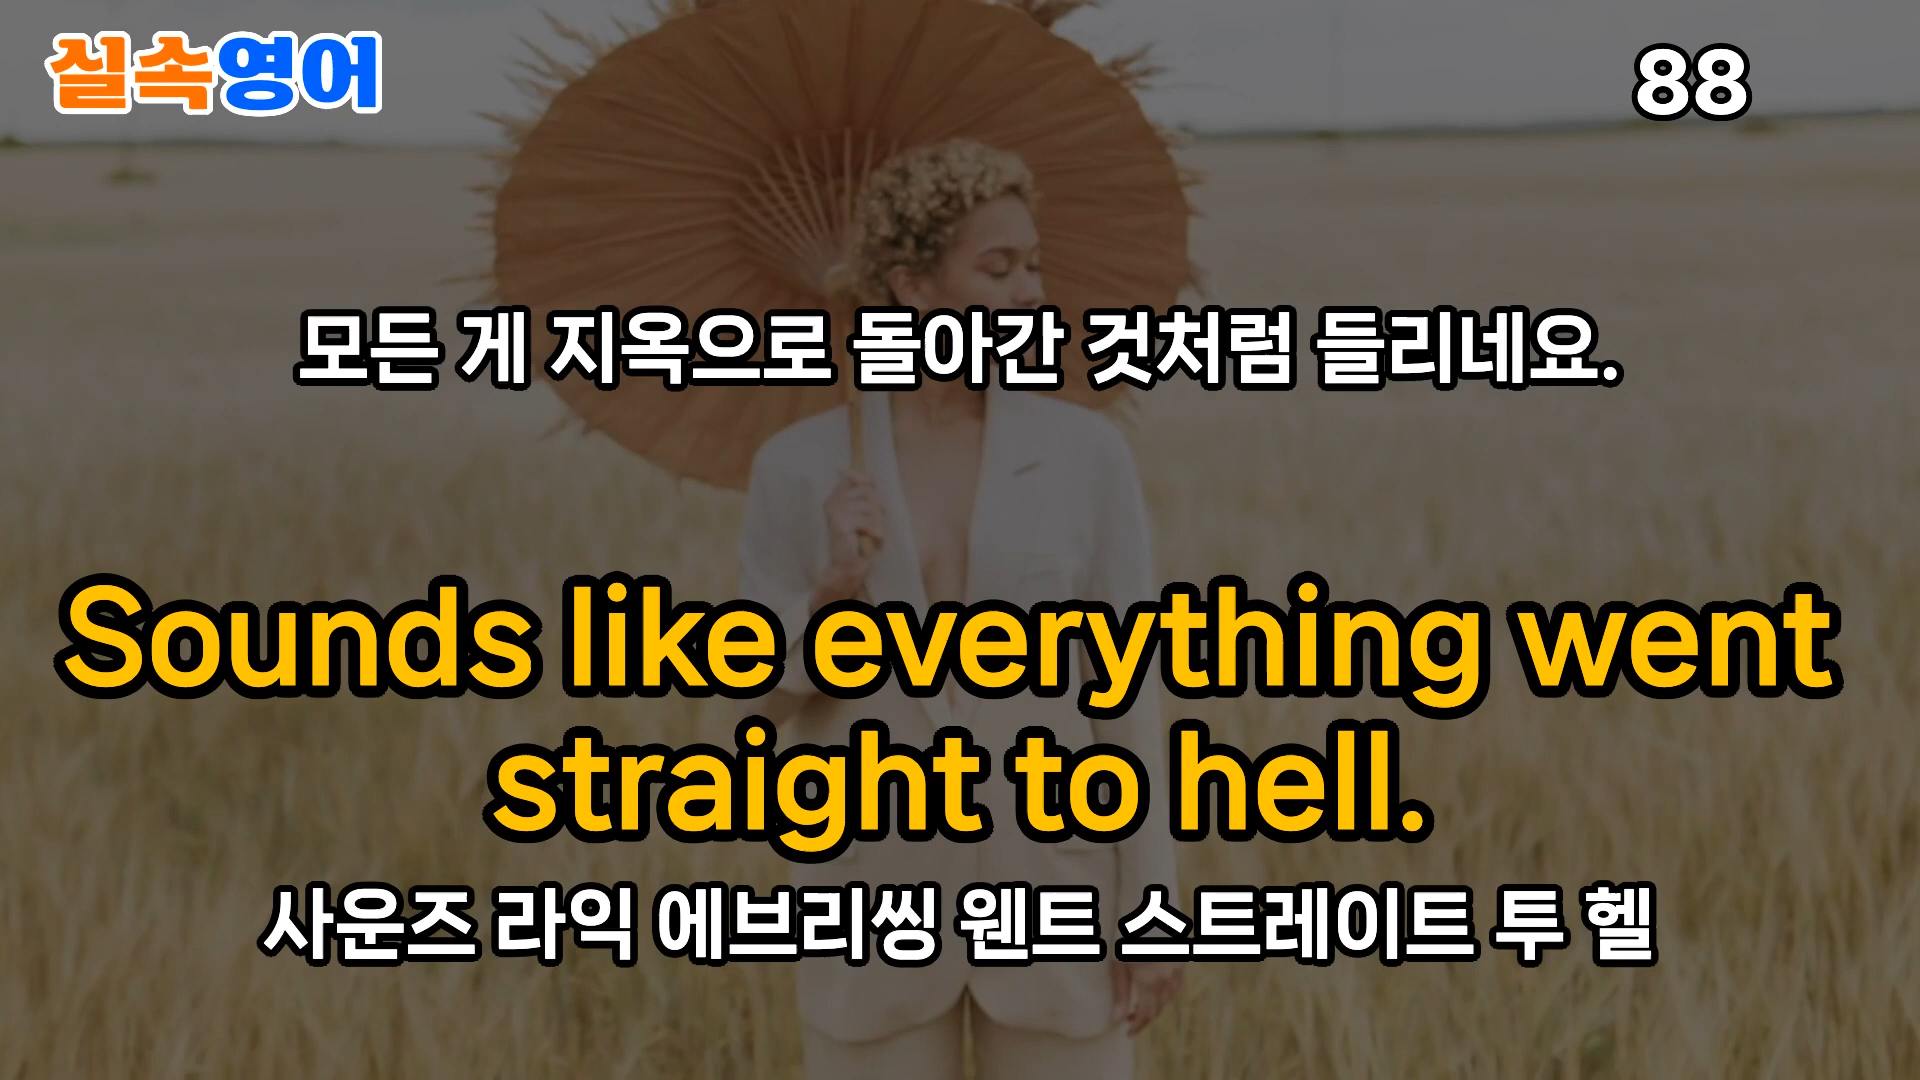 실속영어
88
모든 게 지옥으로 돌아간 것처럼 들리네요.
Sounds like everything went
straight to hell.
사운즈 라익 에브리씽 웬트 스트레이트 투 헬